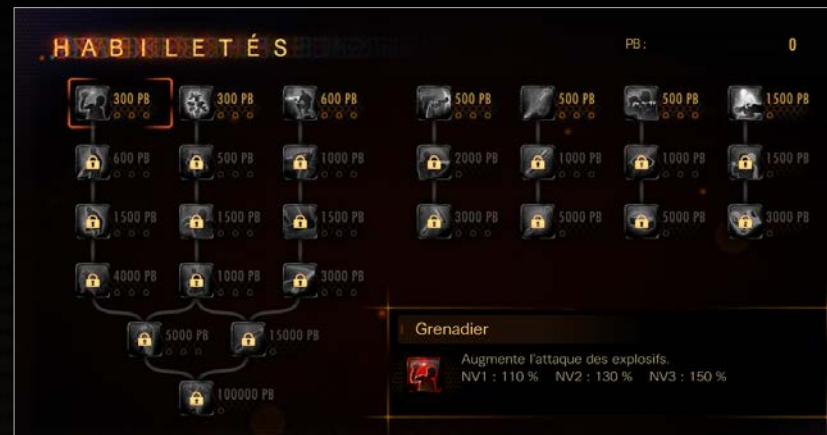 HABILETÉS
PB: 0
300 PB 300 PB 600 PB 500 PB 500 PB 500 PB 1500 PB
600 PB 500 PB 1000 PB 2000 PB 1000 PB 1000 PB 1500 PB
1500 PB 1500 PB 1500 PB 3000 PB 5000 PB 5000 PB 3000 PB
4000 PB 1000 PB 3000 PB
5000 PB 15000 PB
100000 PB
Grenadier
Augmente l'attaque des explosifs.
NV1 : 110 % NV2 : 130 % NV3 : 150 %